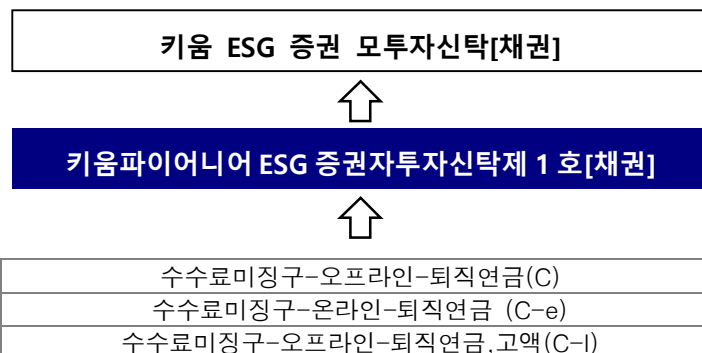 키움 ESG 증권 모투자신탁[채권]
키움파이어니어 ESG 증권자투자신탁제 1 호[채권]
수수료미징구-오프라인-퇴직연금(C)
수수료미징구-온라인-퇴직연금 (C-e)
수수료미징구-오프라인-퇴직연금,고액(C-I)